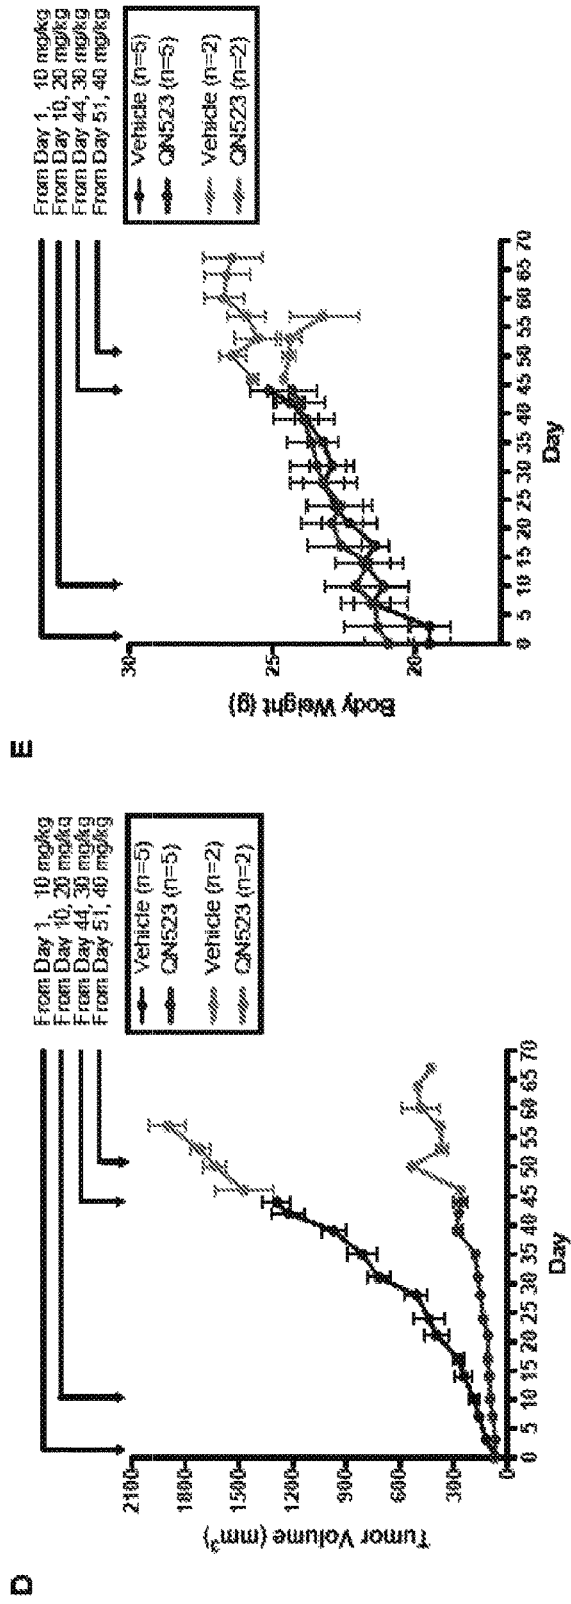 D
From Day 1, 10 mg/kg
From Day 10, 20 mg/kg
From Day 44, 30 mg/kg
From Day 51, 40 mg/kg
Vehicle (n=5)
QN523 (n=5)
Vehicle (n=2)
QN523 (n=2)
Tumor Volume (mm³)
2100
1800
1500
1200
900
600
300
0
0 5 10 15 20 25 30 35 40 45 50 55 60 65 70
Day
E
From Day 1, 10 mg/kg
From Day 10, 20 mg/kg
From Day 44, 30 mg/kg
From Day 51, 40 mg/kg
Vehicle (n=5)
QN523 (n=5)
Vehicle (n=2)
QN523 (n=2)
Body Weight (g)
30
25
20
0 5 10 15 20 25 30 35 40 45 50 55 60 65 70
Day